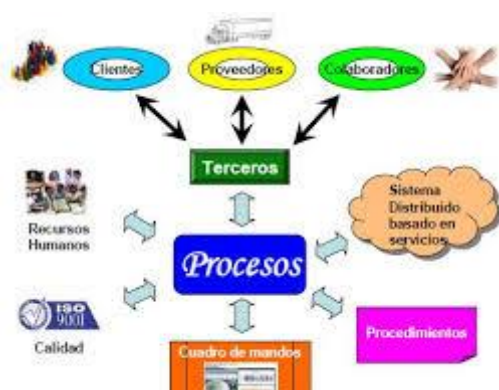 Clientes
Proveedores
Colaboradores
Terceros
Recursos
Humanos
Sistema
Distribuido
basado en
servicios
Procesos
ISO
9001
Calidad
Procedimientos
Cuadro de mandos